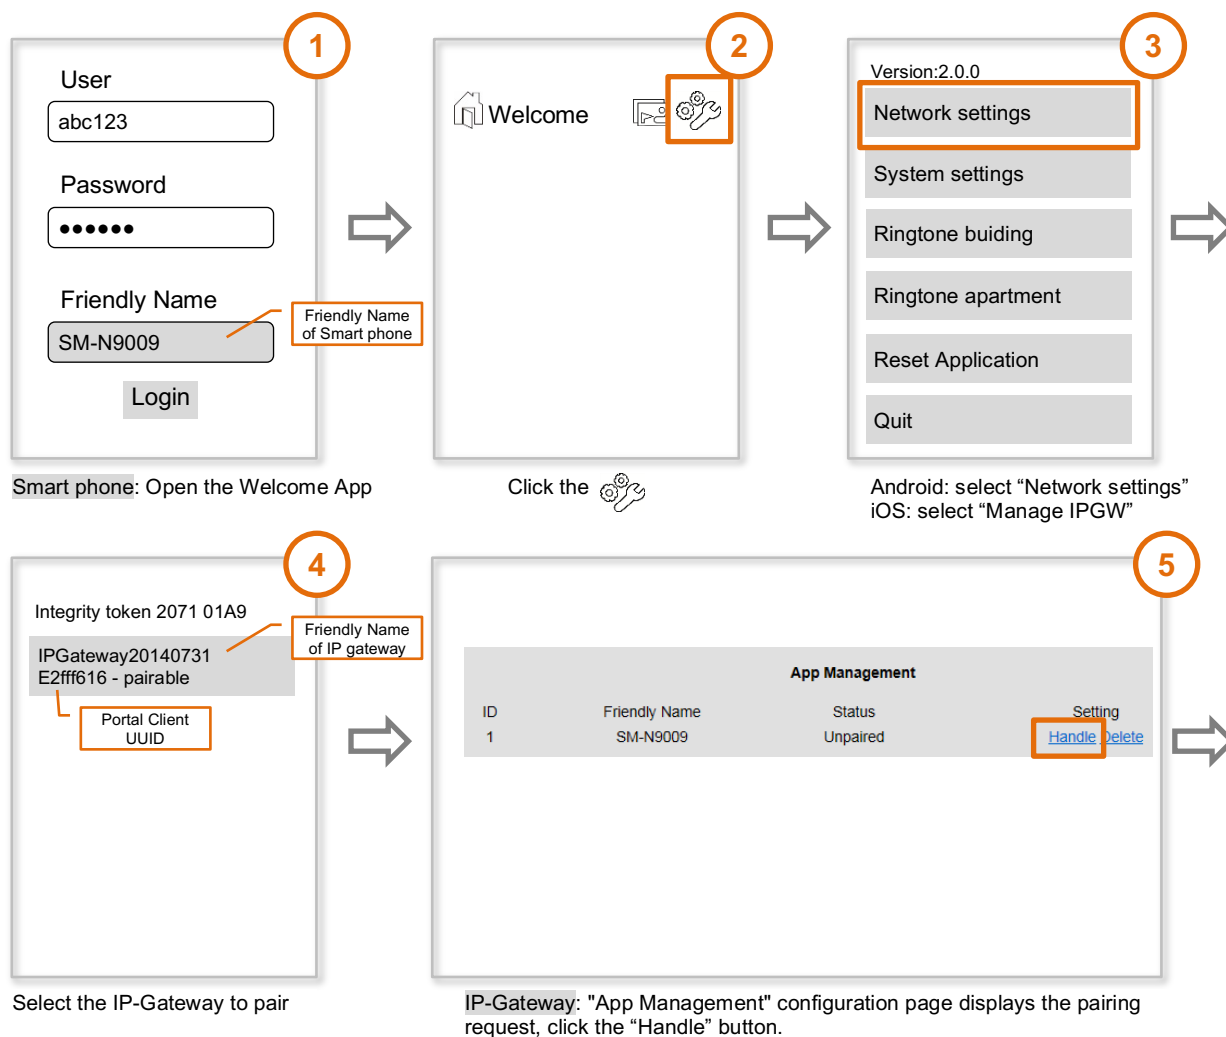 1
User
abc123
Password
●●●●●●
Friendly Name
SM-N9009
Friendly Name
of Smart phone
Login
Smart phone: Open the Welcome App
2
Welcome
Click the
3
Version:2.0.0
Network settings
System settings
Ringtone buiding
Ringtone apartment
Reset Application
Quit
Android: select “Network settings”
iOS: select “Manage IPGW”
4
Integrity token 2071 01A9
IPGateway20140731
E2fff616 - pairable
Friendly Name
of IP gateway
Portal Client
UUID
Select the IP-Gateway to pair
5
App Management
ID Friendly Name Status Setting
1 SM-N9009 Unpaired Handle Delete
IP-Gateway: "App Management" configuration page displays the pairing
request, click the “Handle” button.